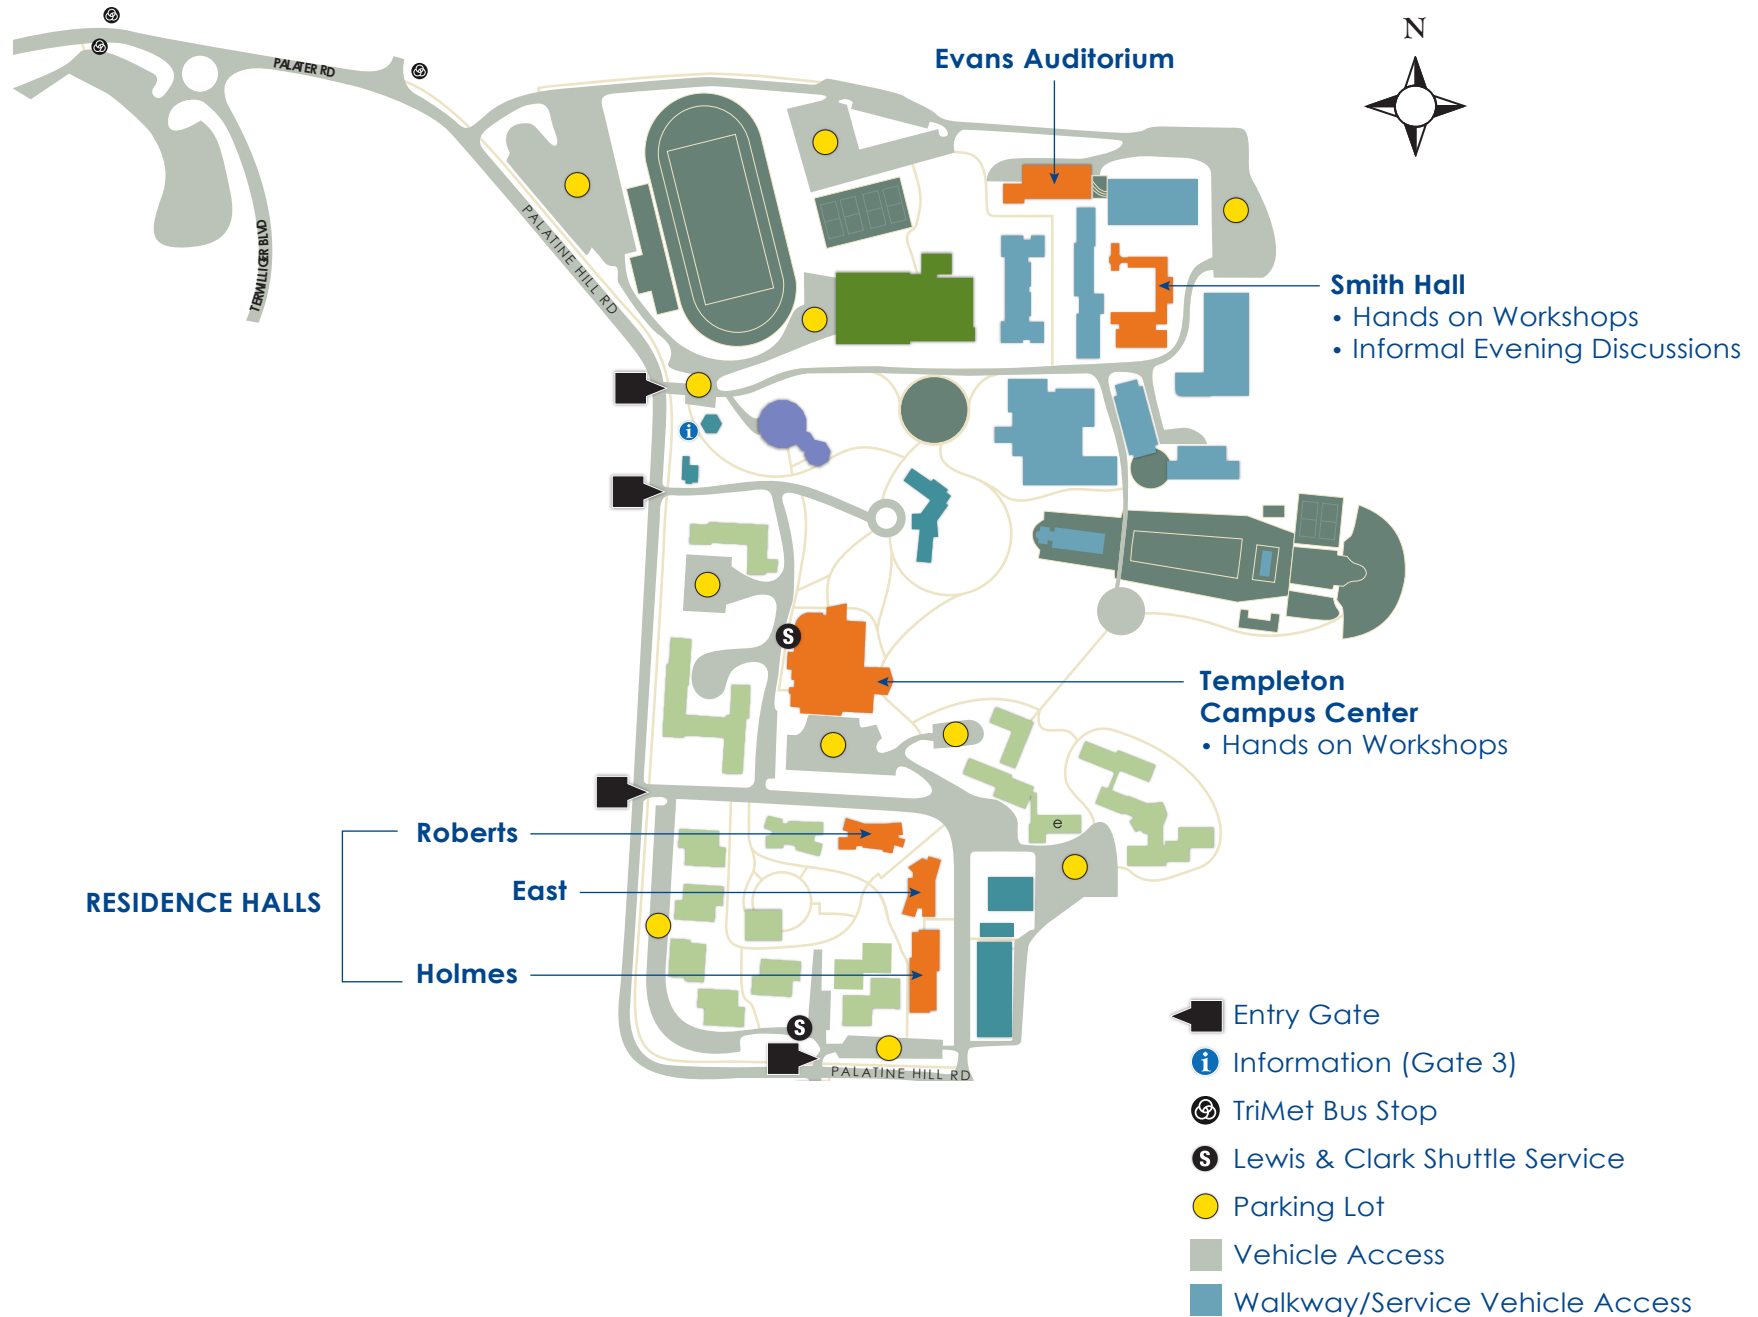 N
Evans Auditorium
PALATER RD
TERWILLIGER BLVD
PALATINE HILL RD
Smith Hall
• Hands on Workshops
• Informal Evening Discussions
i
S
Templeton
Campus Center
• Hands on Workshops
e
Roberts
East
RESIDENCE HALLS
Holmes
S
PALATINE HILL RD
Entry Gate
i Information (Gate 3)
TriMet Bus Stop
S Lewis & Clark Shuttle Service
Parking Lot
Vehicle Access
Walkway/Service Vehicle Access